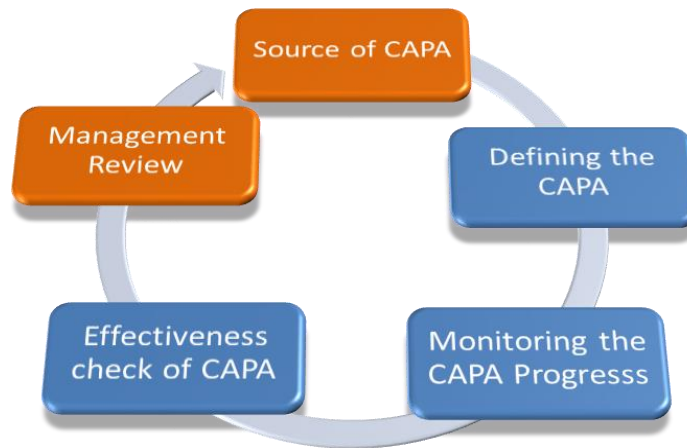 Source of CAPA
Defining the
CAPA
Monitoring the
CAPA Progresss
Effectiveness
check of CAPA
Management
Review